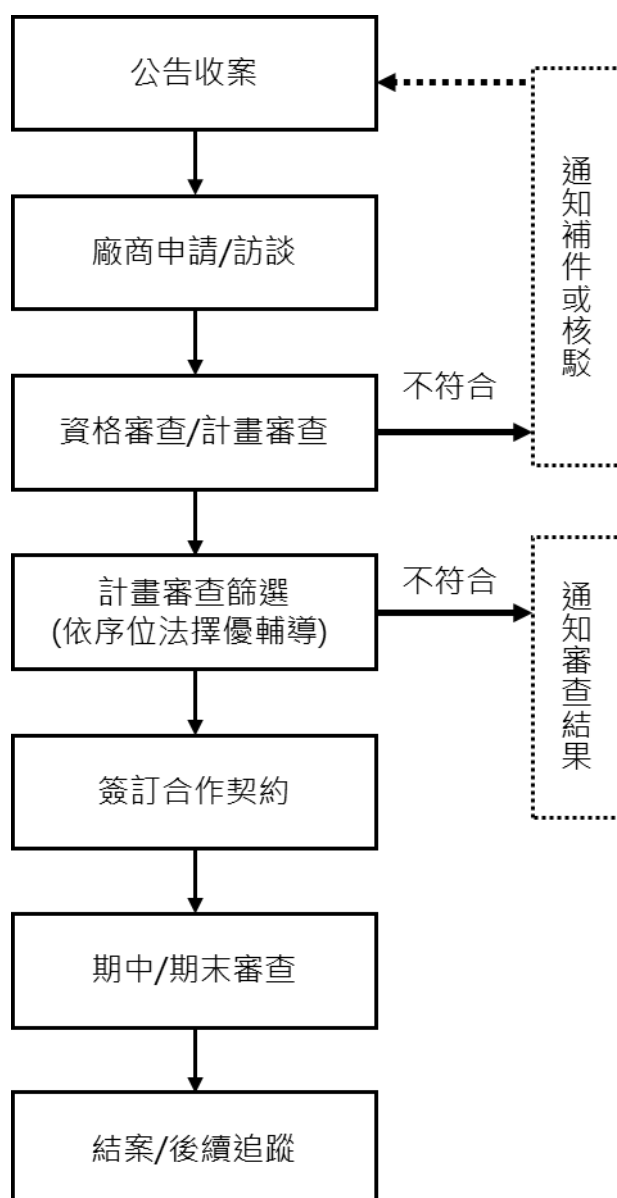 公告收案
廠商申請/訪談
資格審查/計畫審查
不符合
通知補件或核駁
計畫審查篩選
(依序位法擇優輔導)
不符合
通知審查結果
簽訂合作契約
期中/期末審查
結案/後續追蹤